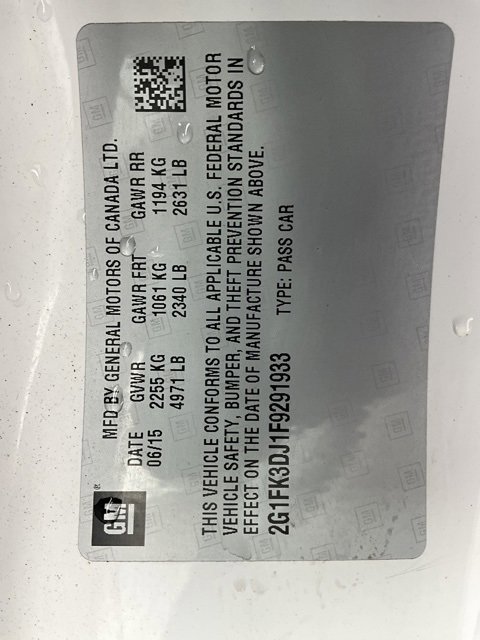 GM®
MFD BY GENERAL MOTORS OF CANADA LTD.
DATE GVWR GAWR FRT GAWR RR
06/15 2255 KG 1061 KG 1194 KG
4971 LB 2340 LB 2631 LB
THIS VEHICLE CONFORMS TO ALL APPLICABLE U.S. FEDERAL MOTOR
VEHICLE SAFETY, BUMPER, AND THEFT PREVENTION STANDARDS IN
EFFECT ON THE DATE OF MANUFACTURE SHOWN ABOVE.
2G1FK3DJ1F9291933 TYPE: PASS CAR